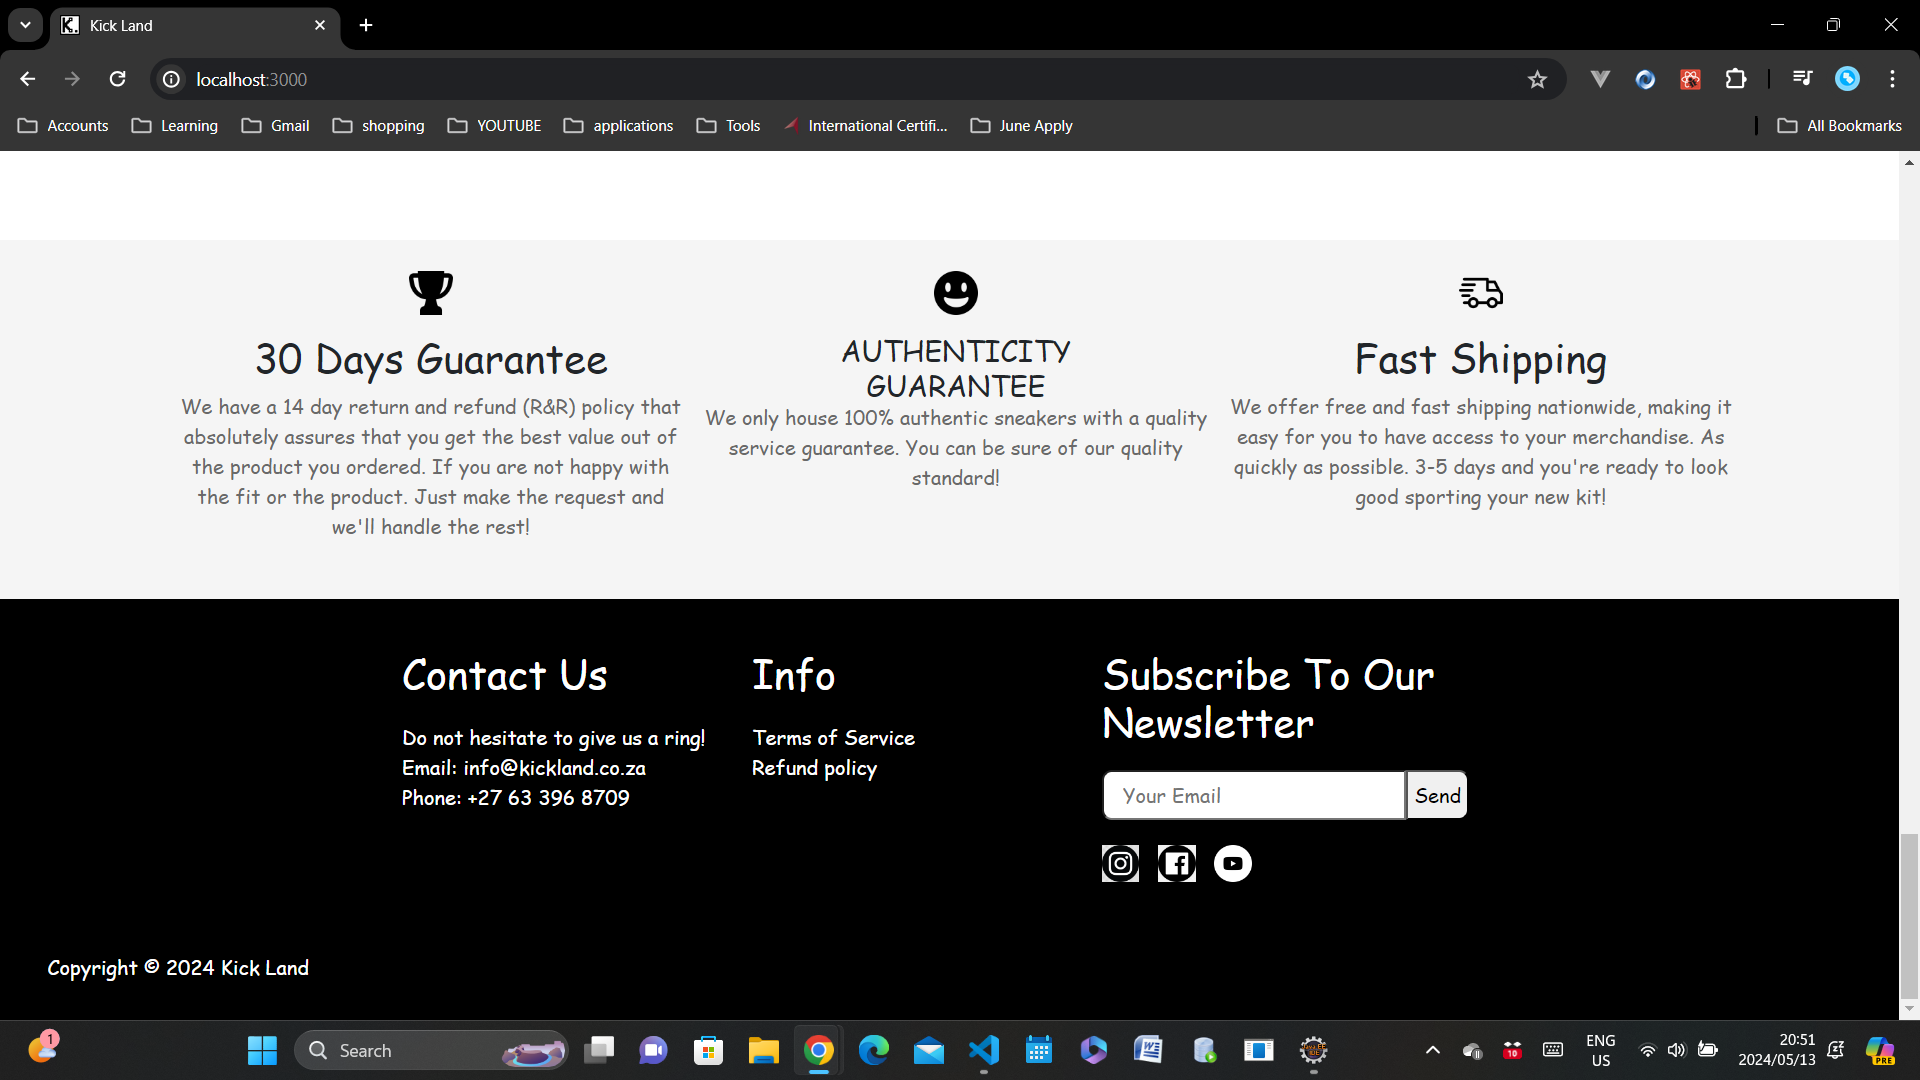 Kick Land
localhost:3000
Accounts
Learning
Gmail
shopping
YOUTUBE
applications
Tools
International Certifi...
June Apply
All Bookmarks
30 Days Guarantee
We have a 14 day return and refund (R&R) policy that
absolutely assures that you get the best value out of
the product you ordered. If you are not happy with
the fit or the product. Just make the request and
we'll handle the rest!
AUTHENTICITY
GUARANTEE
We only house 100% authentic sneakers with a quality
service guarantee. You can be sure of our quality
standard!
Fast Shipping
We offer free and fast shipping nationwide, making it
easy for you to have access to your merchandise. As
quickly as possible. 3-5 days and you're ready to look
good sporting your new kit!
Contact Us
Do not hesitate to give us a ring!
Email: info@kickland.co.za
Phone: +27 63 396 8709
Info
Terms of Service
Refund policy
Subscribe To Our
Newsletter
Your Email
Send
Copyright © 2024 Kick Land
1
Search
10
ENG
US
20:51
2024/05/13
PRE